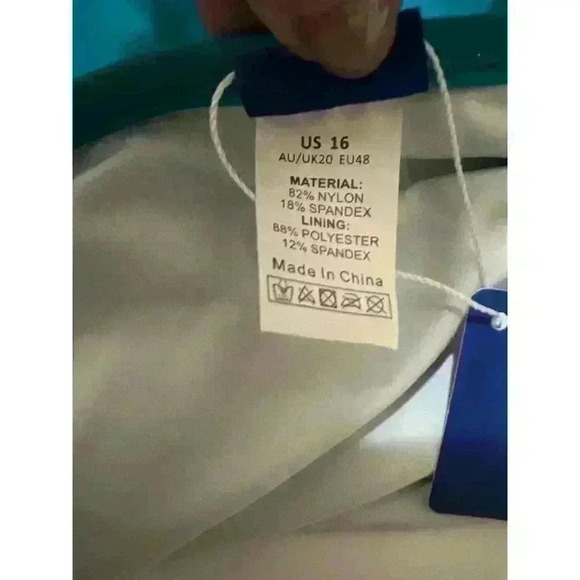 US 16
AU/UK20 EU48
MATERIAL:
82% NYLON
18% SPANDEX
LINING:
88% POLYESTER
12% SPANDEX
Made In China